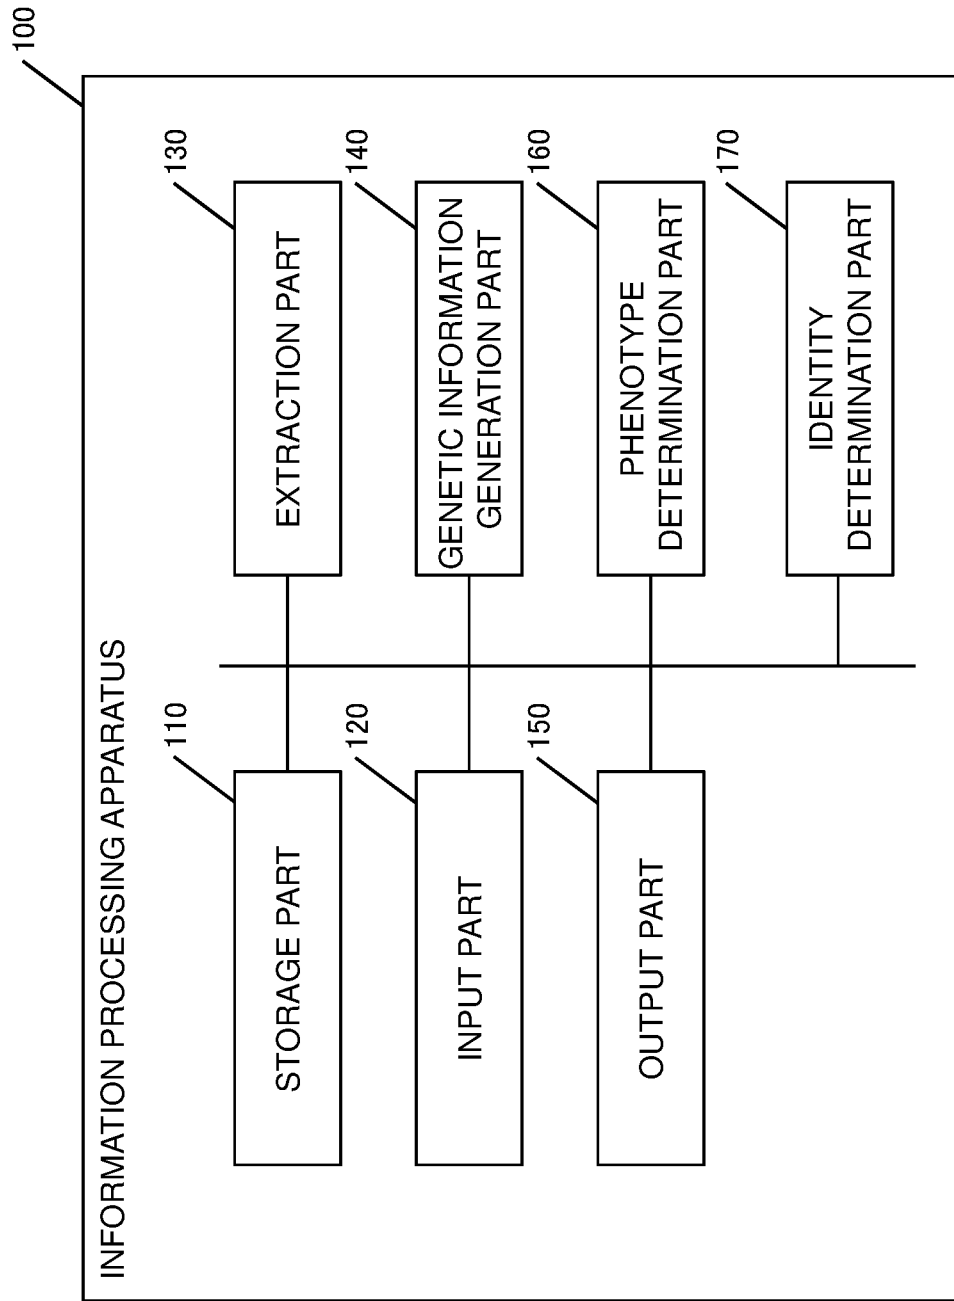 100
INFORMATION PROCESSING APPARATUS
110
STORAGE PART
130
EXTRACTION PART
120
INPUT PART
140
GENETIC INFORMATION
GENERATION PART
150
OUTPUT PART
160
PHENOTYPE
DETERMINATION PART
170
IDENTITY
DETERMINATION PART